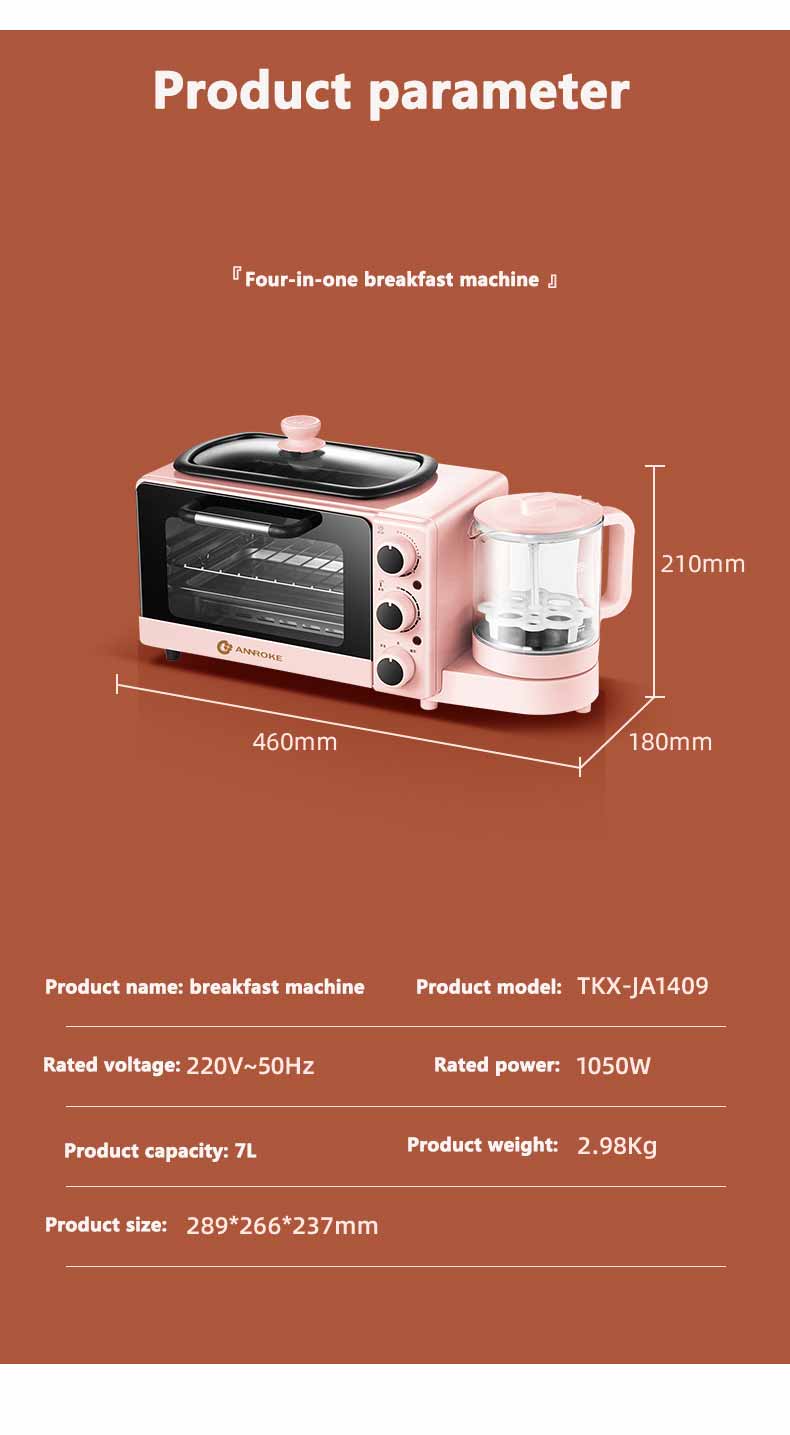 Product parameter
『Four-in-one breakfast machine 』
210mm
ANRROKE
460mm
180mm
Product name: breakfast machine
Product model: TKX-JA1409
Rated voltage: 220V~50Hz
Rated power: 1050W
Product capacity: 7L
Product weight: 2.98Kg
Product size: 289*266*237mm